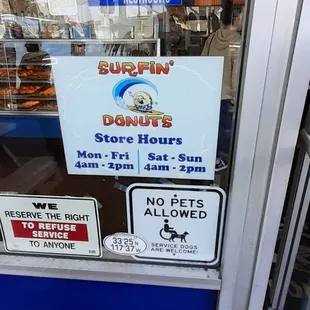 SURFIN'
DONUTS
Store Hours
Mon - Fri
4am - 2pm
Sat - Sun
4am - 2pm
WE
RESERVE THE RIGHT
TO REFUSE
SERVICE
TO ANYONE
NO PETS
ALLOWED
SERVICE DOGS
ARE WELCOME!
33°25' N
117°37' W